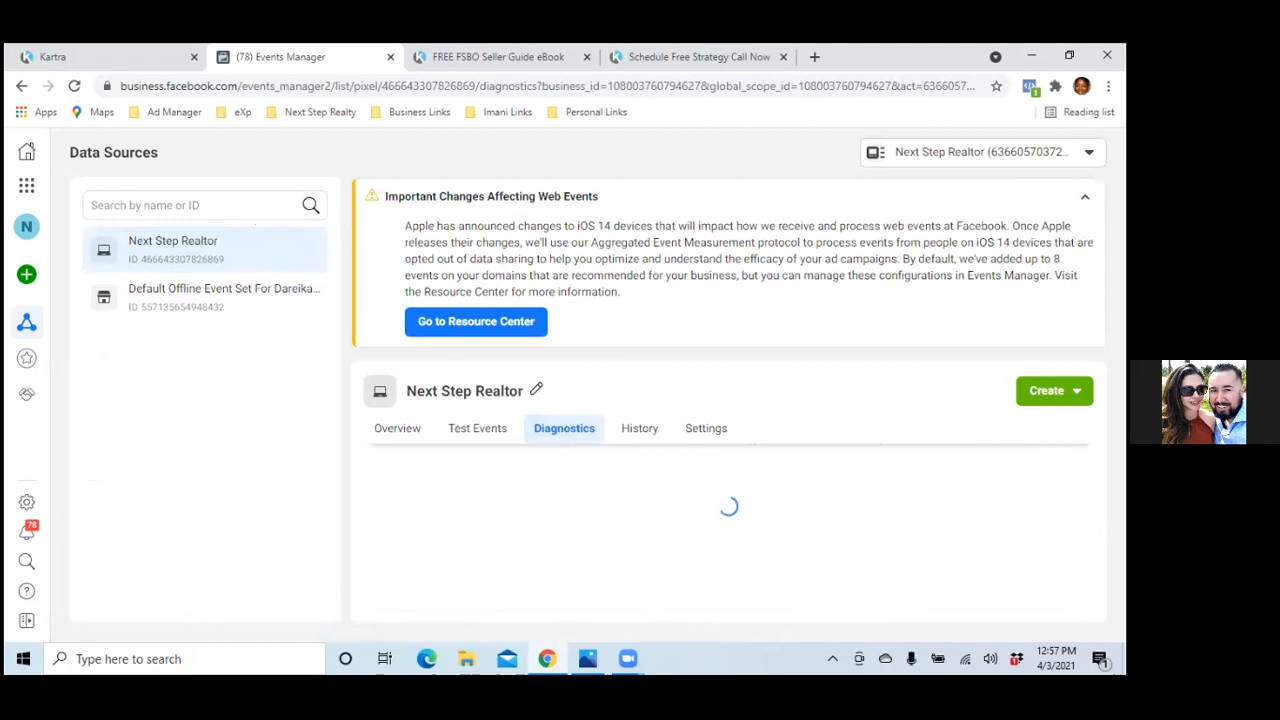 Kartra
(78) Events Manager
FREE FSBO Seller Guide eBook
Schedule Free Strategy Call Now
business.facebook.com/events_manager2/list/pixel/466643307826869/diagnostics?business_id=108003760794627&global_scope_id=108003760794627&act=6366057...
Apps
Maps
Ad Manager
eXp
Next Step Realty
Business Links
Imani Links
Personal Links
Reading list
Data Sources
Next Step Realtor (63660570372...
Search by name or ID
Next Step Realtor
ID 466643307826869
Default Offline Event Set For Dareika...
ID 557135654948432
Important Changes Affecting Web Events
Apple has announced changes to iOS 14 devices that will impact how we receive and process web events at Facebook. Once Apple
releases their changes, we'll use our Aggregated Event Measurement protocol to process events from people on iOS 14 devices that are
opted out of data sharing to help you optimize and understand the efficacy of your ad campaigns. By default, we've added up to 8
events on your domains that are recommended for your business, but you can manage these configurations in Events Manager. Visit
the Resource Center for more information.
Go to Resource Center
Next Step Realtor
Create
Overview
Test Events
Diagnostics
History
Settings
N
78
1
Type here to search
12:57 PM
4/3/2021
1